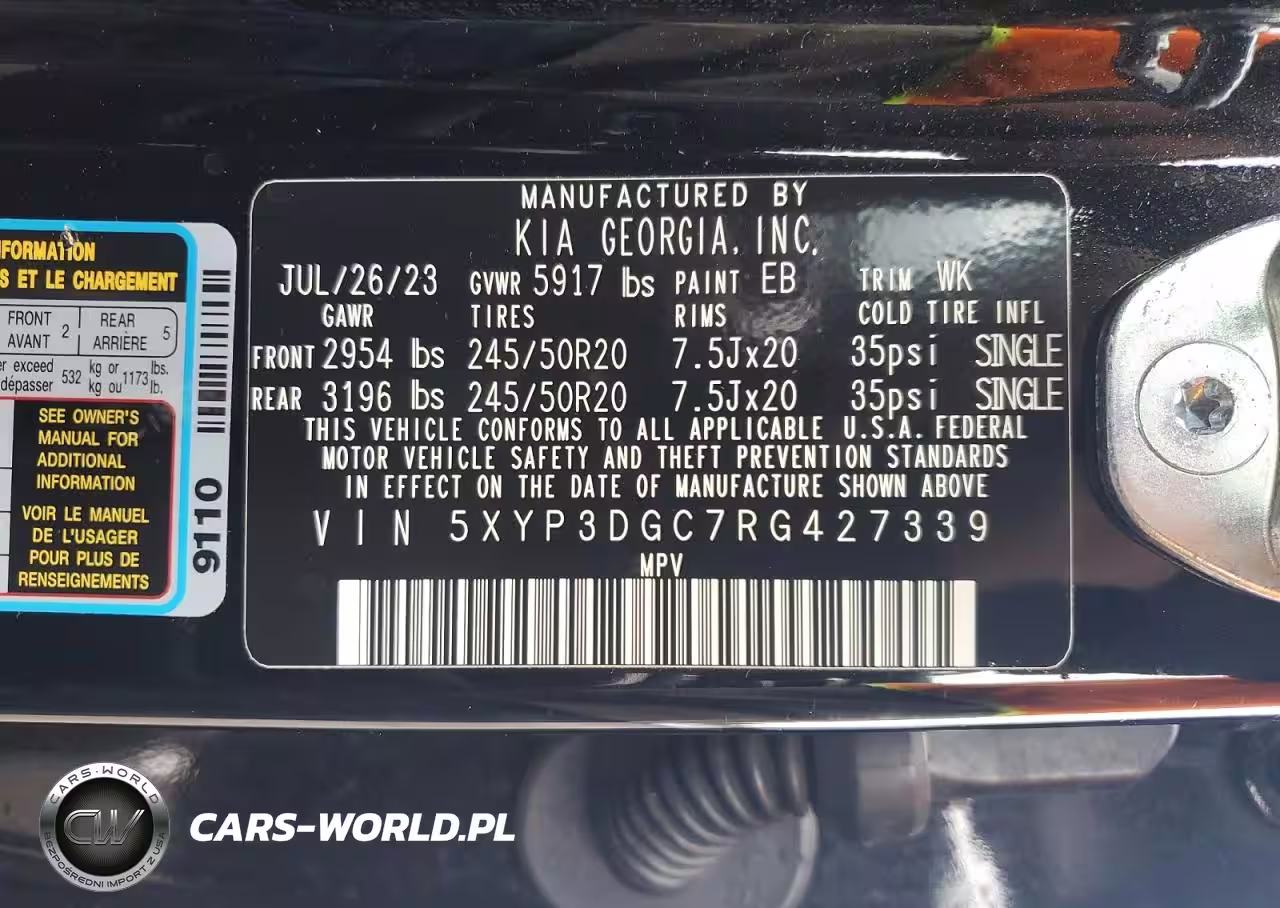 MANUFACTURED BY
KIA GEORGIA, INC.
JUL/26/23 GVWR 5917 lbs PAINT EB TRIM WK
GAWR TIRES RIMS COLD TIRE INFL
FRONT 2954 lbs 245/50R20 7.5Jx20 35psi SINGLE
REAR 3196 lbs 245/50R20 7.5Jx20 35psi SINGLE
THIS VEHICLE CONFORMS TO ALL APPLICABLE U.S.A. FEDERAL
MOTOR VEHICLE SAFETY AND THEFT PREVENTION STANDARDS
IN EFFECT ON THE DATE OF MANUFACTURE SHOWN ABOVE
VIN 5XYP3DGC7RG427339
MPV
S ET LE CHARGEMENT
FRONT 2 REAR 5
AVANT ARRIÈRE
exceed 532 kg or 1173 lbs.
dépasser kg ou lb.
SEE OWNER'S
MANUAL FOR
ADDITIONAL
INFORMATION
VOIR LE MANUEL
DE L'USAGER
POUR PLUS DE
RENSEIGNEMENTS
9110
CARS-WORLD
CW
BEZPOŚREDNI IMPORT Z USA
CARS-WORLD.PL